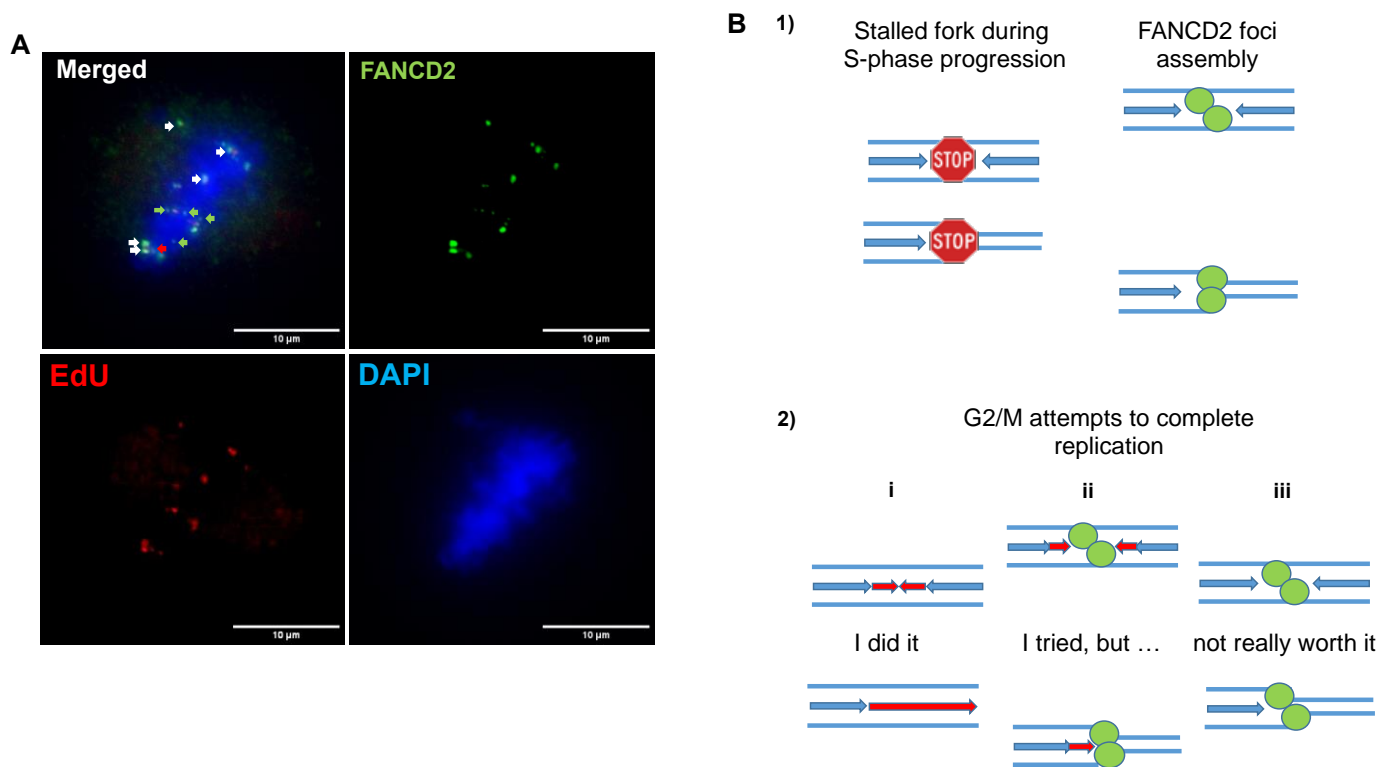 A
Merged
FANCD2
10 µm
10 µm
EdU
DAPI
10 µm
10 µm
B
1)
Stalled fork during
S-phase progression
FANCD2 foci
assembly
STOP
STOP
2)
G2/M attempts to complete
replication
i
ii
iii
I did it
I tried, but …
not really worth it